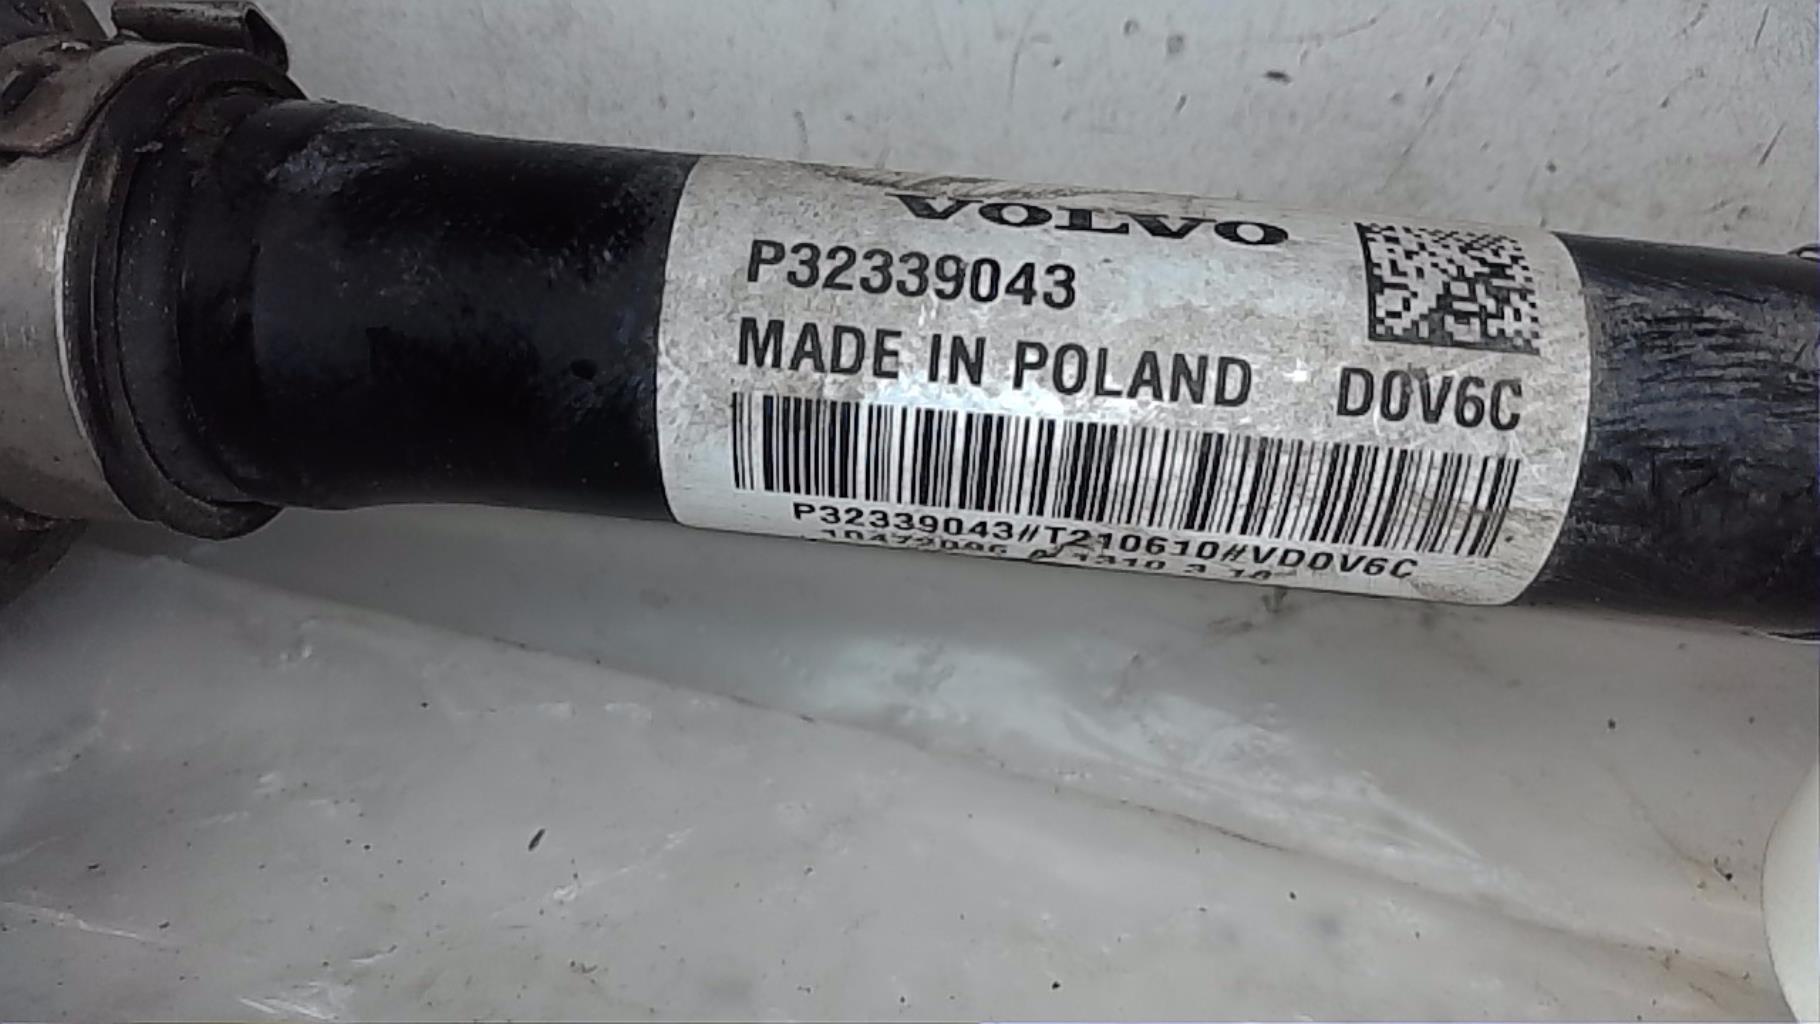 VOLVO
P32339043
MADE IN POLAND D0V6C
P32339043#T210610#VD0V6C